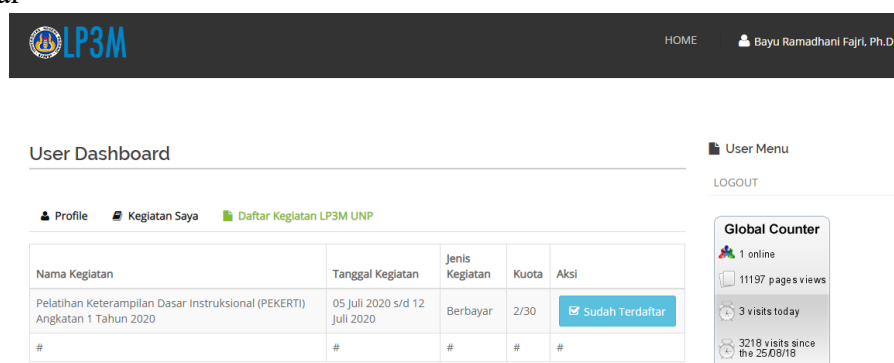 LP3M
HOME
Bayu Ramadhani Fajri, Ph.D
User Dashboard
User Menu
LOGOUT
Profile
Kegiatan Saya
Daftar Kegiatan LP3M UNP
Nama Kegiatan
Tanggal Kegiatan
Jenis
Kegiatan
Kuota
Aksi
Pelatihan Keterampilan Dasar Instruksional (PEKERTI)
Angkatan 1 Tahun 2020
05 Juli 2020 s/d 12
Juli 2020
Berbayar
2/30
Sudah Terdaftar
#
#
#
#
#
Global Counter
1 online
11197 pages views
3 visits today
3218 visits since
the 25/08/18